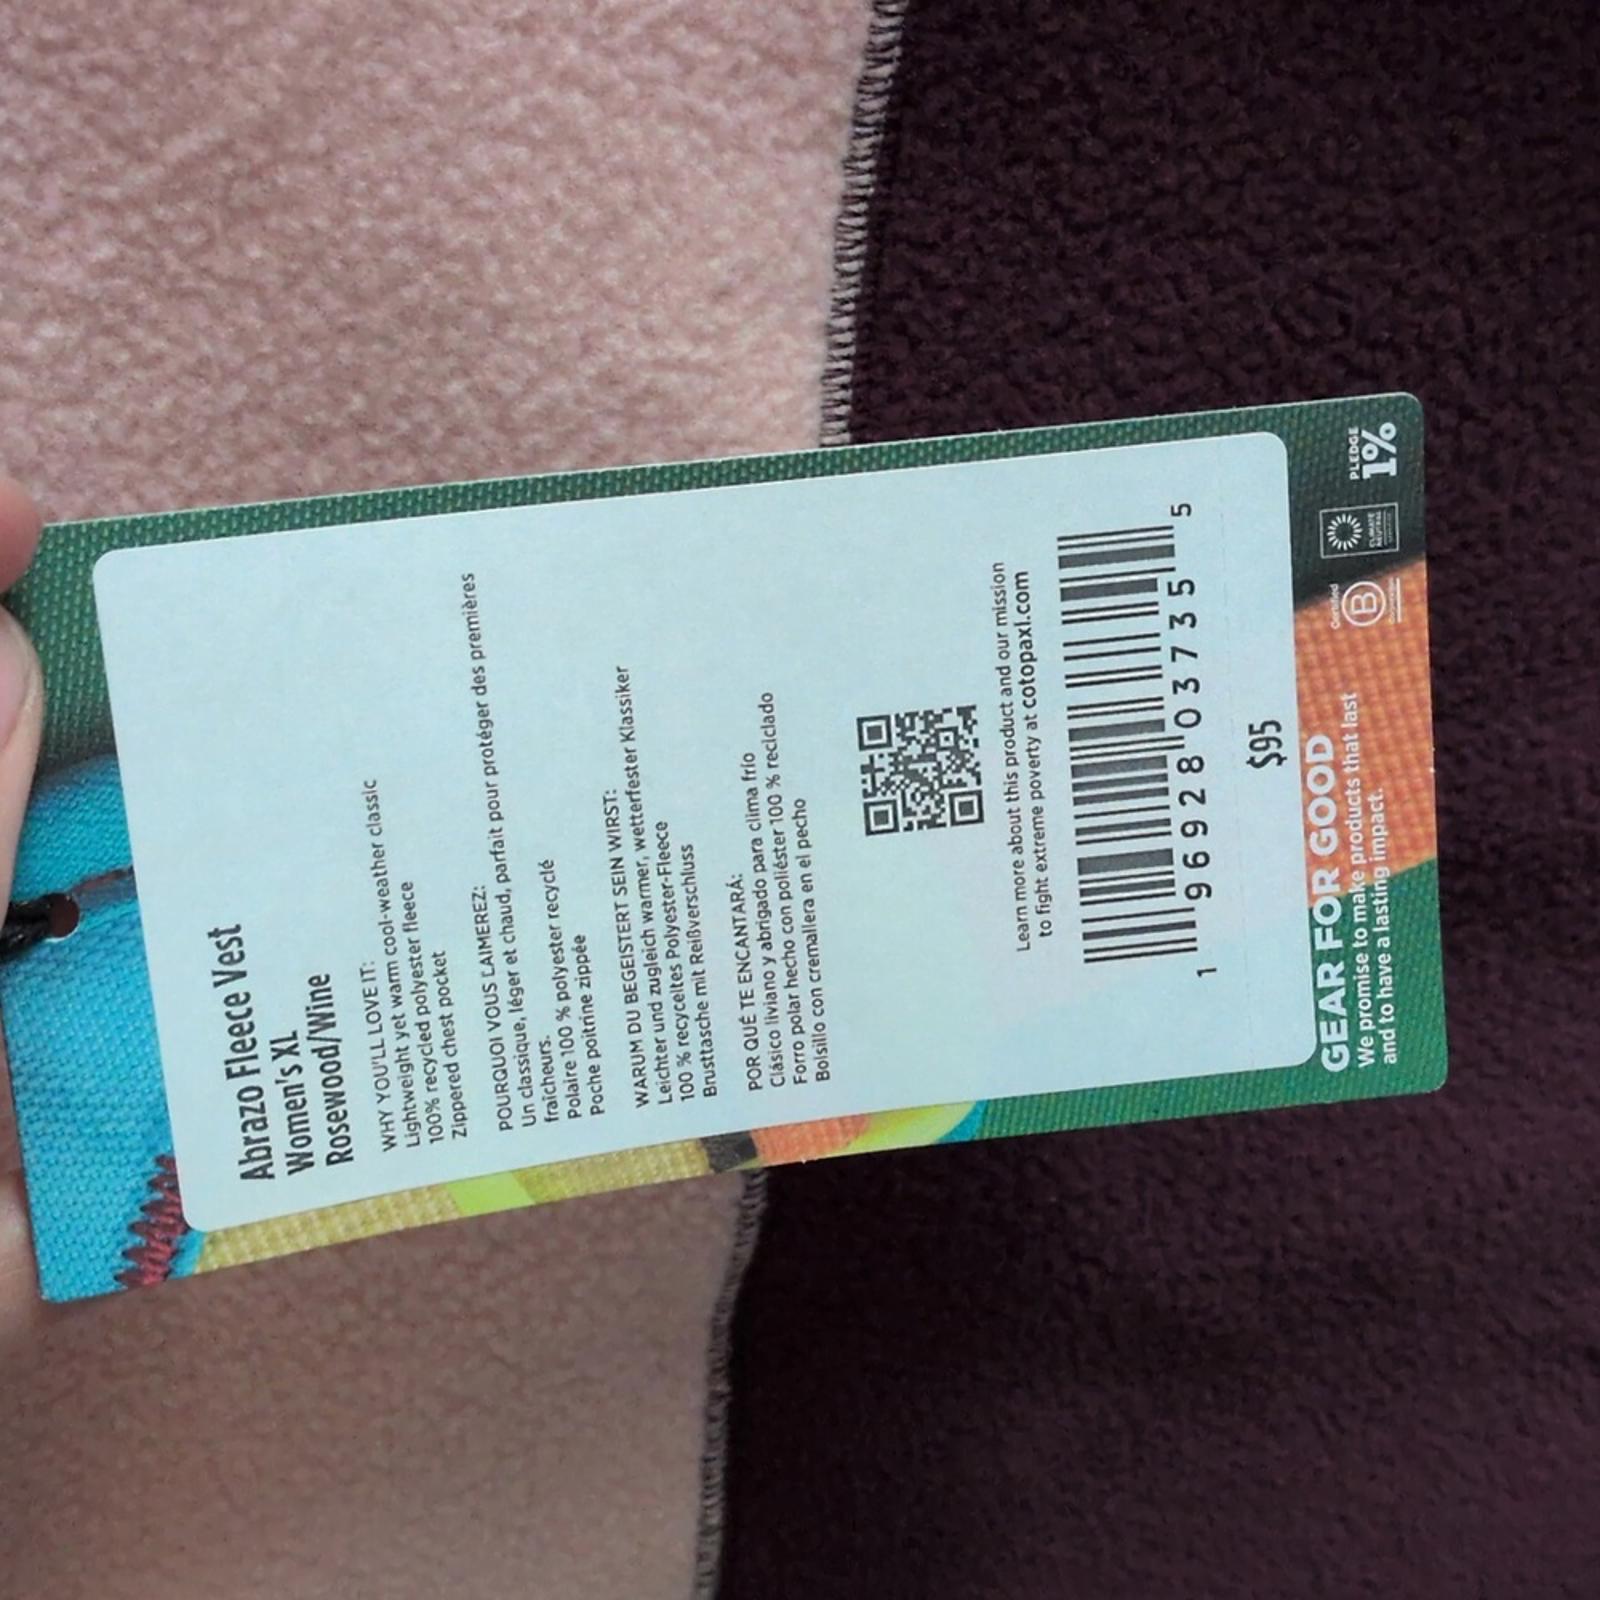 Abrazo Fleece Vest
Women's XL
Rosewood/Wine
WHY YOU'LL LOVE IT:
Lightweight yet warm cool-weather classic
100% recycled polyester fleece
Zippered chest pocket
POURQUOI VOUS L'AIMEREZ:
Un classique, léger et chaud, parfait pour protéger des premières
fraîcheurs.
Polaire 100 % polyester recyclé
Poche poitrine zippée
WARUM DU BEGEISTERT SEIN WIRST:
Leichter und zugleich warmer, wetterfester Klassiker
100 % recyceltes Polyester-Fleece
Brusttasche mit Reißverschluss
POR QUÉ TE ENCANTARÁ:
Clásico liviano y abrigado para clima frío
Forro polar hecho con poliéster 100 % reciclado
Bolsillo con cremallera en el pecho
Learn more about this product and our mission
to fight extreme poverty at cotopaxi.com
1 96928 03735 5
$95
GEAR FOR GOOD
We promise to make products that last
and to have a lasting impact.
Certified
B
Corporation
CLIMATE
NEUTRAL
PLEDGE
1%